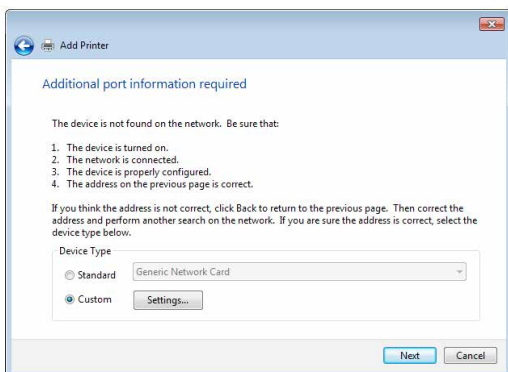 Add Printer
Additional port information required
The device is not found on the network.  Be sure that:
1.  The device is turned on.
2.  The network is connected.
3.  The device is properly configured.
4.  The address on the previous page is correct.
If you think the address is not correct, click Back to return to the previous page.  Then correct the
address and perform another search on the network.  If you are sure the address is correct, select the
device type below.
Device Type
Standard Generic Network Card
Custom Settings...
Next Cancel